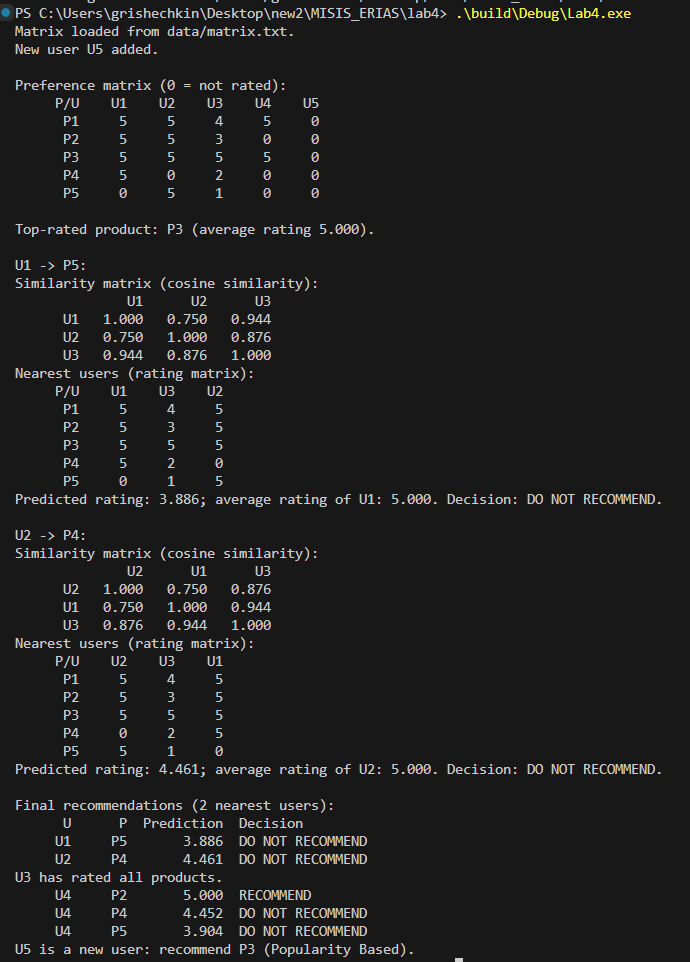 PS C:\Users\grishechkin\Desktop\new2\MISIS_ERIAS\lab4> .\build\Debug\Lab4.exe
Matrix loaded from data/matrix.txt.
New user U5 added.
Preference matrix (0 = not rated):
P/U U1 U2 U3 U4 U5
P1 5 5 4 5 0
P2 5 5 3 0 0
P3 5 5 5 5 0
P4 5 0 2 0 0
P5 0 5 1 0 0
Top-rated product: P3 (average rating 5.000).
U1 -> P5:
Similarity matrix (cosine similarity):
U1 U2 U3
U1 1.000 0.750 0.944
U2 0.750 1.000 0.876
U3 0.944 0.876 1.000
Nearest users (rating matrix):
P/U U1 U3 U2
P1 5 4 5
P2 5 3 5
P3 5 5 5
P4 5 2 0
P5 0 1 5
Predicted rating: 3.886; average rating of U1: 5.000. Decision: DO NOT RECOMMEND.
U2 -> P4:
Similarity matrix (cosine similarity):
U2 U1 U3
U2 1.000 0.750 0.876
U1 0.750 1.000 0.944
U3 0.876 0.944 1.000
Nearest users (rating matrix):
P/U U2 U3 U1
P1 5 4 5
P2 5 3 5
P3 5 5 5
P4 0 2 5
P5 5 1 0
Predicted rating: 4.461; average rating of U2: 5.000. Decision: DO NOT RECOMMEND.
Final recommendations (2 nearest users):
U P Prediction Decision
U1 P5 3.886 DO NOT RECOMMEND
U2 P4 4.461 DO NOT RECOMMEND
U3 has rated all products.
U4 P2 5.000 RECOMMEND
U4 P4 4.452 DO NOT RECOMMEND
U4 P5 3.904 DO NOT RECOMMEND
U5 is a new user: recommend P3 (Popularity Based).